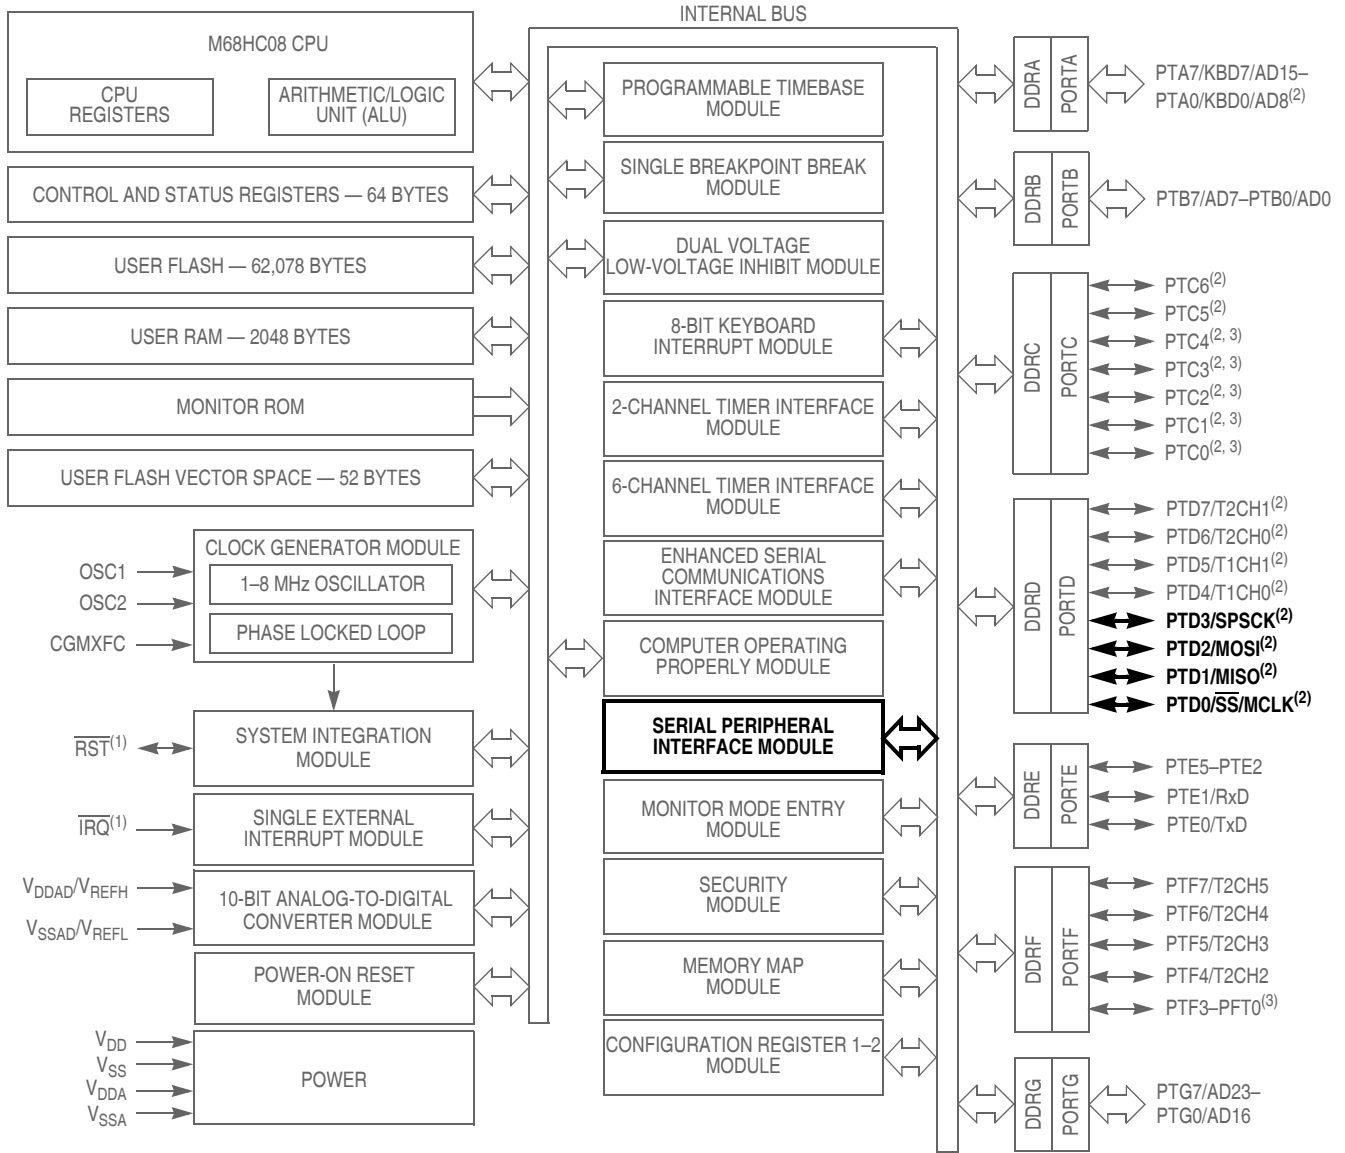 INTERNAL BUS
M68HC08 CPU
CPU
REGISTERS
ARITHMETIC/LOGIC
UNIT (ALU)
CONTROL AND STATUS REGISTERS — 64 BYTES
USER FLASH — 62,078 BYTES
USER RAM — 2048 BYTES
MONITOR ROM
USER FLASH VECTOR SPACE — 52 BYTES
CLOCK GENERATOR MODULE
1–8 MHz OSCILLATOR
PHASE LOCKED LOOP
OSC1
OSC2
CGMXFC
SYSTEM INTEGRATION
MODULE
RST(1)
SINGLE EXTERNAL
INTERRUPT MODULE
IRQ(1)
10-BIT ANALOG-TO-DIGITAL
CONVERTER MODULE
VDDAD/VREFH
VSSAD/VREFL
POWER-ON RESET
MODULE
POWER
VDD
VSS
VDDA
VSSA
PROGRAMMABLE TIMEBASE
MODULE
SINGLE BREAKPOINT BREAK
MODULE
DUAL VOLTAGE
LOW-VOLTAGE INHIBIT MODULE
8-BIT KEYBOARD
INTERRUPT MODULE
2-CHANNEL TIMER INTERFACE
MODULE
6-CHANNEL TIMER INTERFACE
MODULE
ENHANCED SERIAL
COMMUNICATIONS
INTERFACE MODULE
COMPUTER OPERATING
PROPERLY MODULE
SERIAL PERIPHERAL
INTERFACE MODULE
MONITOR MODE ENTRY
MODULE
SECURITY
MODULE
MEMORY MAP
MODULE
CONFIGURATION REGISTER 1–2
MODULE
DDRA
PORTA
PTA7/KBD7/AD15–
PTA0/KBD0/AD8(2)
DDRB
PORTB
PTB7/AD7–PTB0/AD0
DDRC
PORTC
PTC6(2)
PTC5(2)
PTC4(2, 3)
PTC3(2, 3)
PTC2(2, 3)
PTC1(2, 3)
PTC0(2, 3)
DDRD
PORTD
PTD7/T2CH1(2)
PTD6/T2CH0(2)
PTD5/T1CH1(2)
PTD4/T1CH0(2)
PTD3/SPSCK(2)
PTD2/MOSI(2)
PTD1/MISO(2)
PTD0/SS/MCLK(2)
DDRE
PORTE
PTE5–PTE2
PTE1/RxD
PTE0/TxD
DDRF
PORTF
PTF7/T2CH5
PTF6/T2CH4
PTF5/T2CH3
PTF4/T2CH2
PTF3–PFT0(3)
DDRG
PORTG
PTG7/AD23–
PTG0/AD16